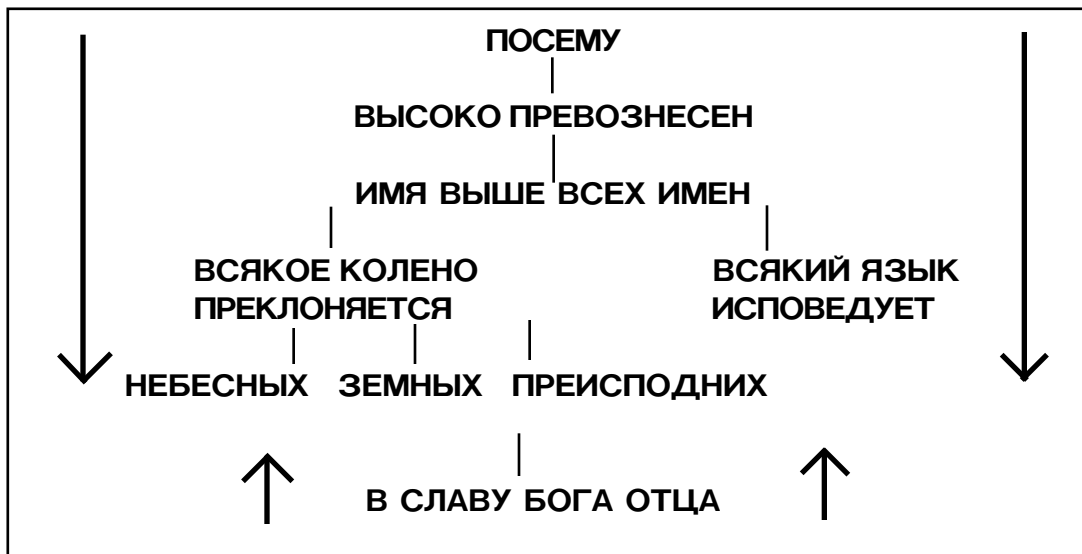 ПОСЕМУ
ВЫСОКО ПРЕВОЗНЕСЕН
ИМЯ ВЫШЕ ВСЕХ ИМЕН
ВСЯКОЕ КОЛЕНО
ПРЕКЛОНЯЕТСЯ
ВСЯКИЙ ЯЗЫК
ИСПОВЕДУЕТ
НЕБЕСНЫХ ЗЕМНЫХ ПРЕИСПОДНИХ
В СЛАВУ БОГА ОТЦА